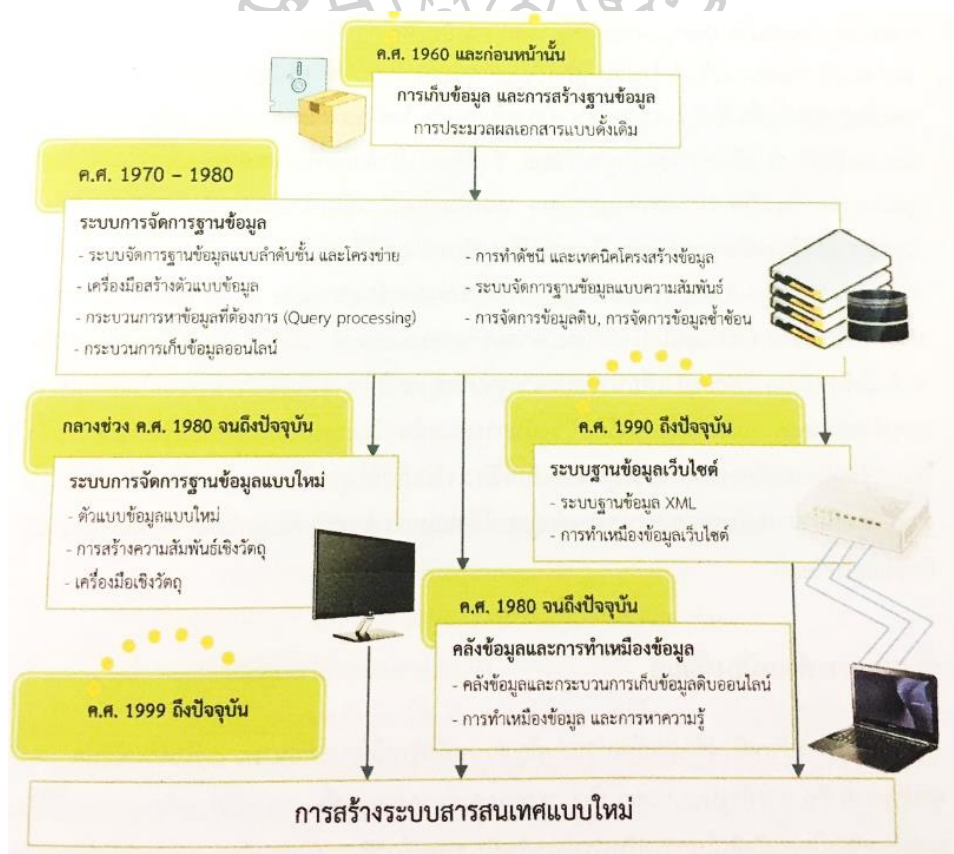 ค.ศ. 1960 และก่อนหน้านั้น
การเก็บข้อมูล และการสร้างฐานข้อมูล
การประมวลผลเอกสารแบบดั้งเดิม
ค.ศ. 1970 – 1980
ระบบการจัดการฐานข้อมูล
- ระบบจัดการฐานข้อมูลแบบลำดับชั้น และโครงข่าย
- เครื่องมือสร้างตัวแบบข้อมูล
- กระบวนการหาข้อมูลที่ต้องการ (Query processing)
- กระบวนการเก็บข้อมูลออนไลน์
- การทำดัชนี และเทคนิคโครงสร้างข้อมูล
- ระบบจัดการฐานข้อมูลแบบความสัมพันธ์
- การจัดการข้อมูลดิบ, การจัดการข้อมูลซ้ำซ้อน
กลางช่วง ค.ศ. 1980 จนถึงปัจจุบัน
ระบบการจัดการฐานข้อมูลแบบใหม่
- ตัวแบบข้อมูลแบบใหม่
- การสร้างความสัมพันธ์เชิงวัตถุ
- เครื่องมือเชิงวัตถุ
ค.ศ. 1990 ถึงปัจจุบัน
ระบบฐานข้อมูลเว็บไซต์
- ระบบฐานข้อมูล XML
- การทำเหมืองข้อมูลเว็บไซต์
ค.ศ. 1980 จนถึงปัจจุบัน
คลังข้อมูลและการทำเหมืองข้อมูล
- คลังข้อมูลและกระบวนการเก็บข้อมูลดิบออนไลน์
- การทำเหมืองข้อมูล และการหาความรู้
ค.ศ. 1999 ถึงปัจจุบัน
การสร้างระบบสารสนเทศแบบใหม่